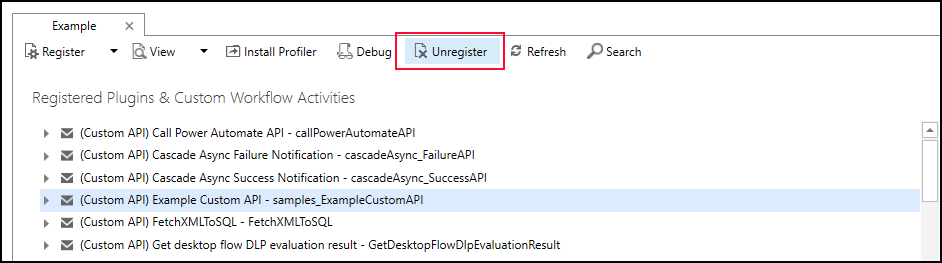 Example
Register View Install Profiler Debug Unregister Refresh Search
Registered Plugins & Custom Workflow Activities
(Custom API) Call Power Automate API - callPowerAutomateAPI
(Custom API) Cascade Async Failure Notification - cascadeAsync_FailureAPI
(Custom API) Cascade Async Success Notification - cascadeAsync_SuccessAPI
(Custom API) Example Custom API - samples_ExampleCustomAPI
(Custom API) FetchXMLToSQL - FetchXMLToSQL
(Custom API) Get desktop flow DLP evaluation result - GetDesktopFlowDlpEvaluationResult